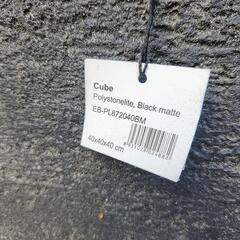 Cube
Polystonelite, Black matte
EB-PL872040BM
40x40x40 cm